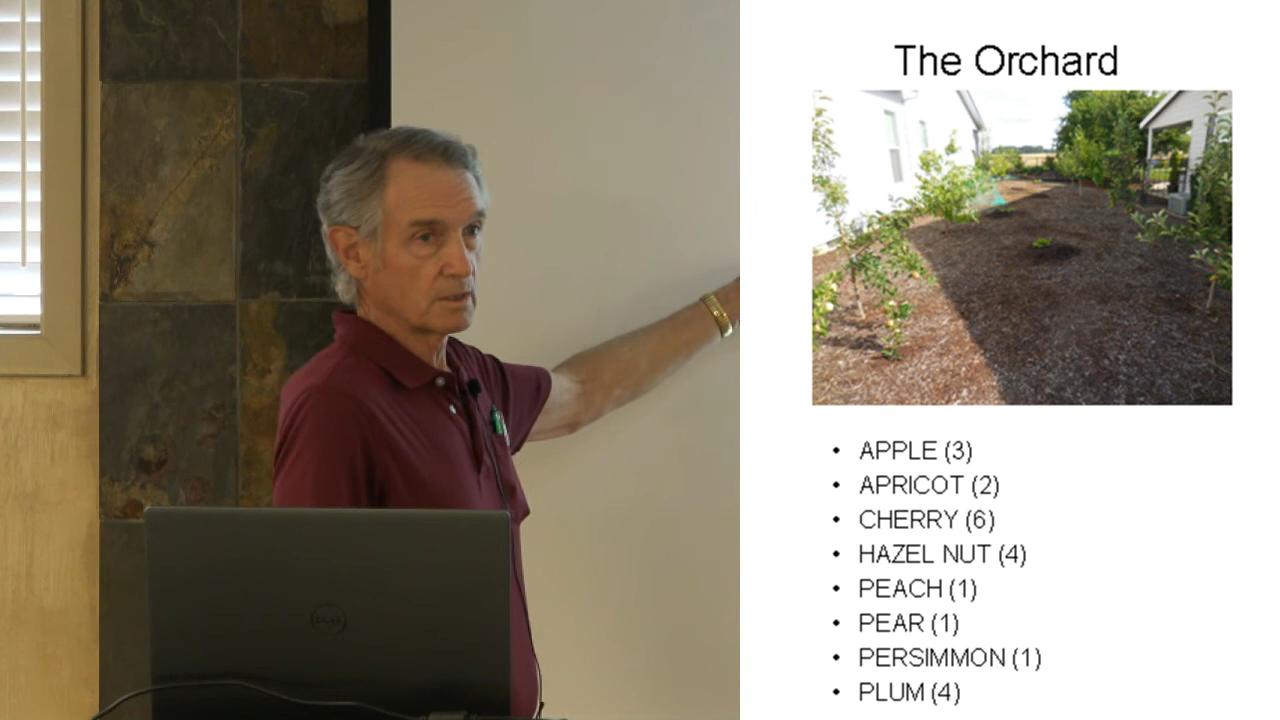 The Orchard
• APPLE (3)
• APRICOT (2)
• CHERRY (6)
• HAZEL NUT (4)
• PEACH (1)
• PEAR (1)
• PERSIMMON (1)
• PLUM (4)
DELL